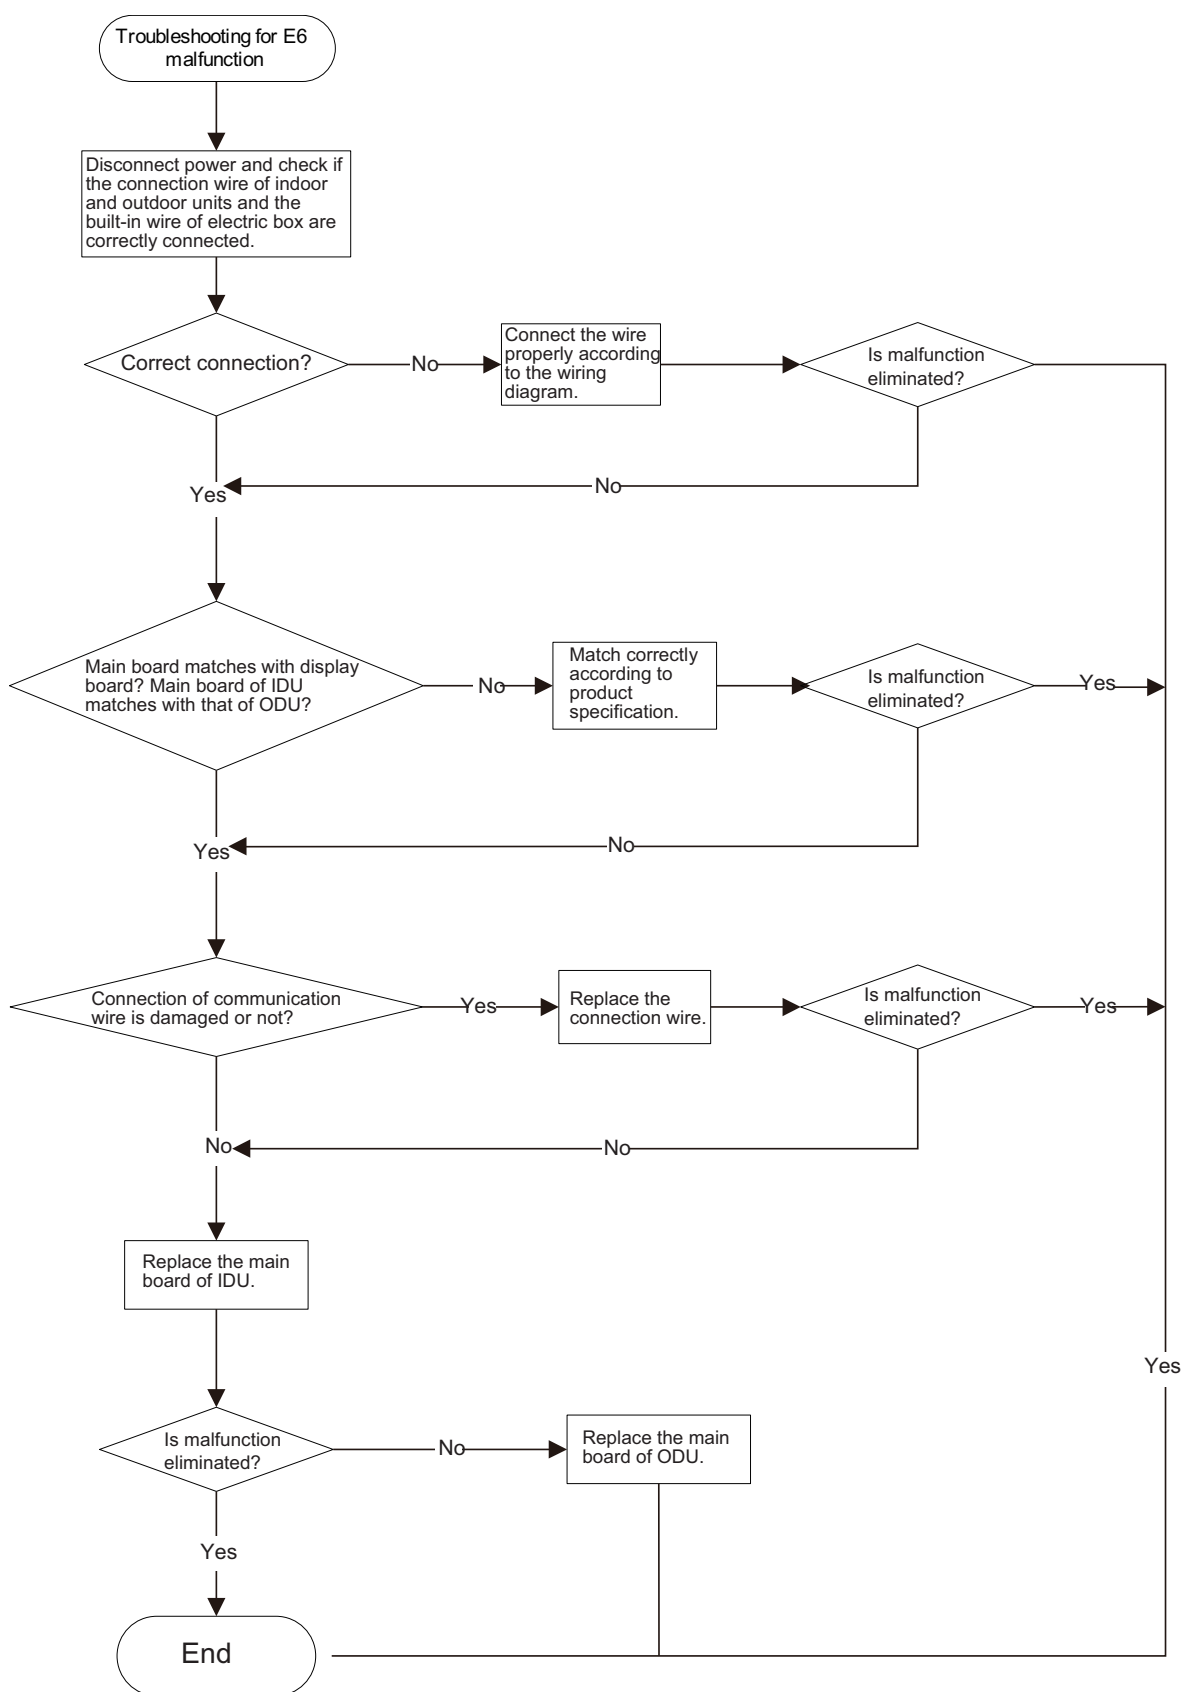 Troubleshooting for E6
malfunction
Disconnect power and check if
the connection wire of indoor
and outdoor units and the
built-in wire of electric box are
correctly connected.
Correct connection?
No
Connect the wire
properly according
to the wiring
diagram.
Is malfunction
eliminated?
No
Yes
Main board matches with display
board? Main board of IDU
matches with that of ODU?
No
Match correctly
according to
product
specification.
Is malfunction
eliminated?
Yes
No
Yes
Connection of communication
wire is damaged or not?
Yes
Replace the
connection wire.
Is malfunction
eliminated?
Yes
No
No
Replace the main
board of IDU.
Yes
Is malfunction
eliminated?
No
Replace the main
board of ODU.
Yes
End